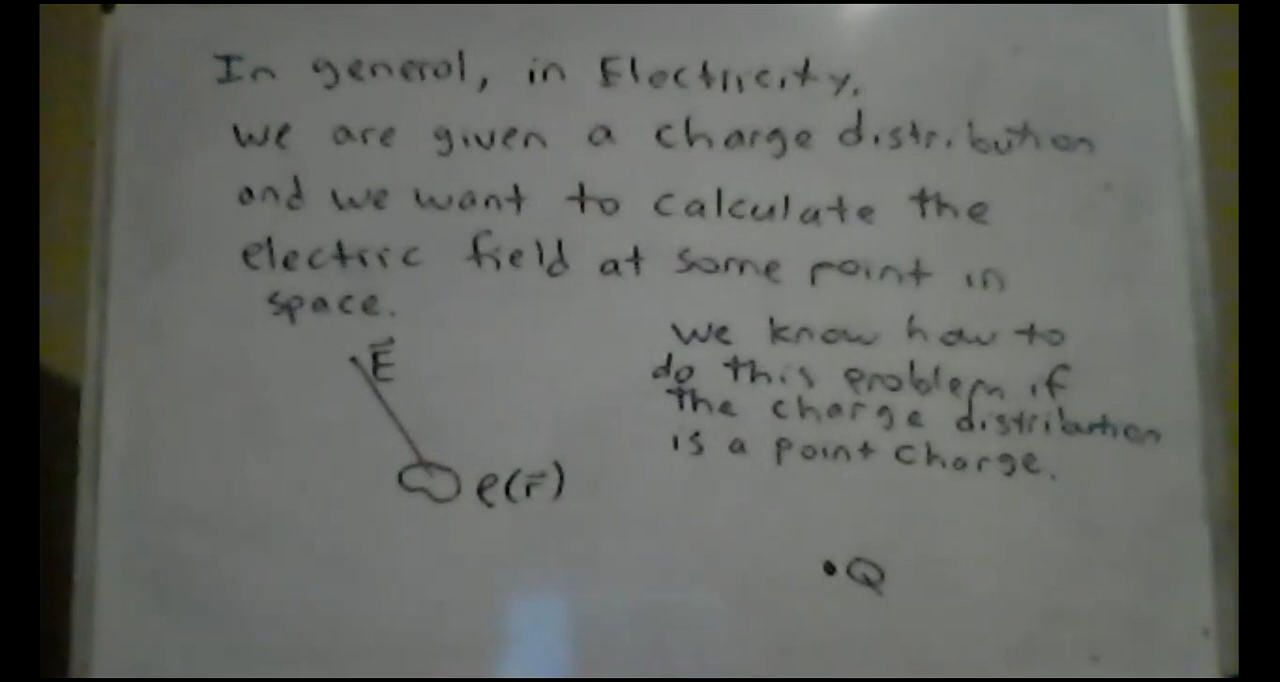 In general, in Electricity,
we are given a charge distribution
and we want to calculate the
electric field at some point in
space.
we know how to
do this problem if
the charge distribution
is a point charge.
E⃗
ρ(r⃗)
Q